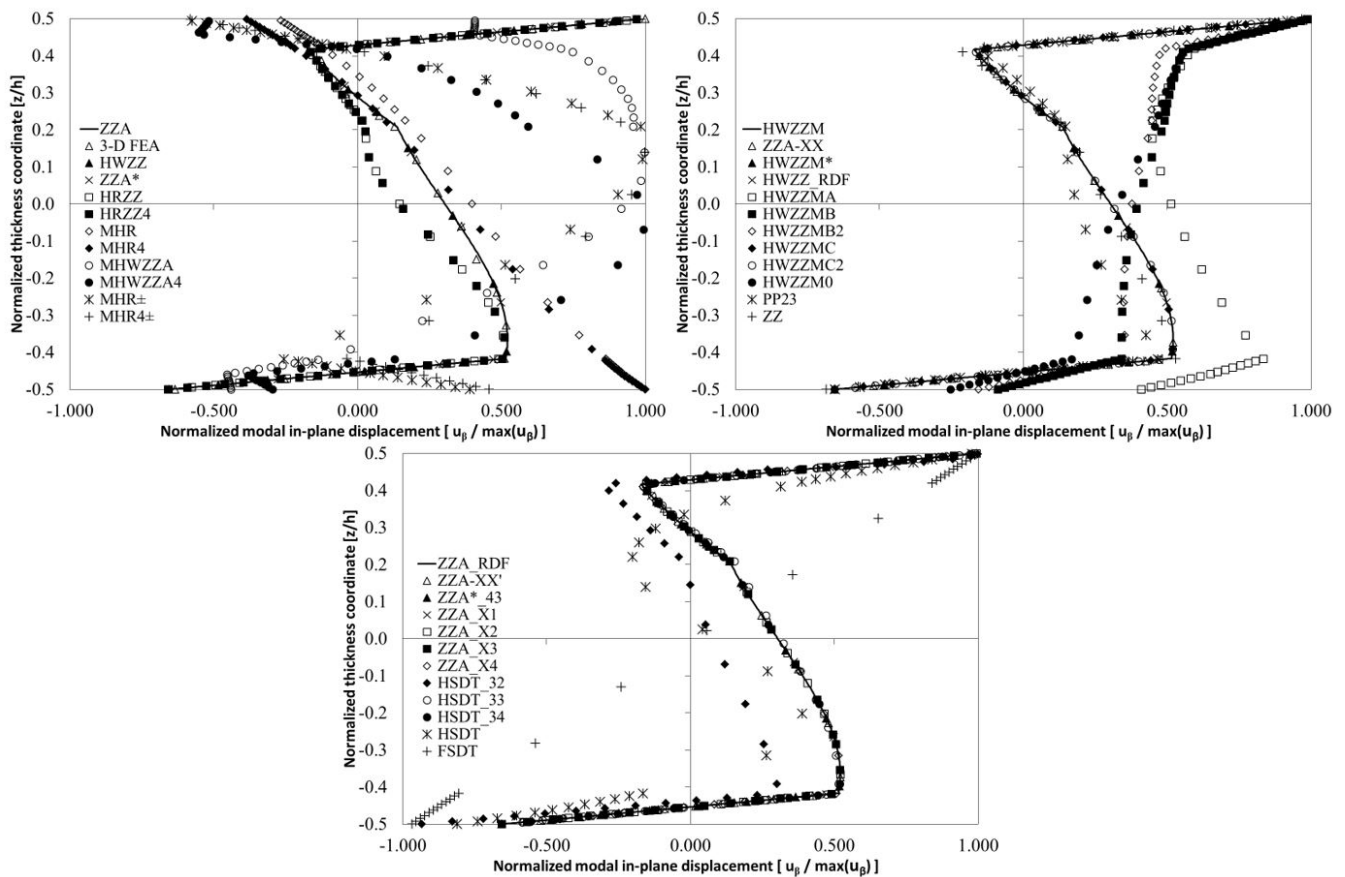 Normalized thickness coordinate [z/h]
0.5
0.4
0.3
0.2
0.1
0.0
-0.1
-0.2
-0.3
-0.4
-0.5
ZZA
3-D FEA
HWZZ
ZZA*
HRZZ
HRZZ4
MHR
MHR4
MHWZZA
MHWZZA4
MHR±
MHR4±
-1.000 -0.500 0.000 0.500 1.000
Normalized modal in-plane displacement [ uβ / max(uβ) ]
Normalized thickness coordinate [z/h]
0.5
0.4
0.3
0.2
0.1
0.0
-0.1
-0.2
-0.3
-0.4
-0.5
HWZZM
ZZA-XX
HWZZM*
HWZZ_RDF
HWZZMA
HWZZMB
HWZZMB2
HWZZMC
HWZZMC2
HWZZM0
PP23
ZZ
-1.000 -0.500 0.000 0.500 1.000
Normalized modal in-plane displacement [ uβ / max(uβ) ]
Normalized thickness coordinate [z/h]
0.5
0.4
0.3
0.2
0.1
0.0
-0.1
-0.2
-0.3
-0.4
-0.5
ZZA_RDF
ZZA-XX'
ZZA*_43
ZZA_X1
ZZA_X2
ZZA_X3
ZZA_X4
HSDT_32
HSDT_33
HSDT_34
HSDT
FSDT
-1.000 -0.500 0.000 0.500 1.000
Normalized modal in-plane displacement [ uβ / max(uβ) ]